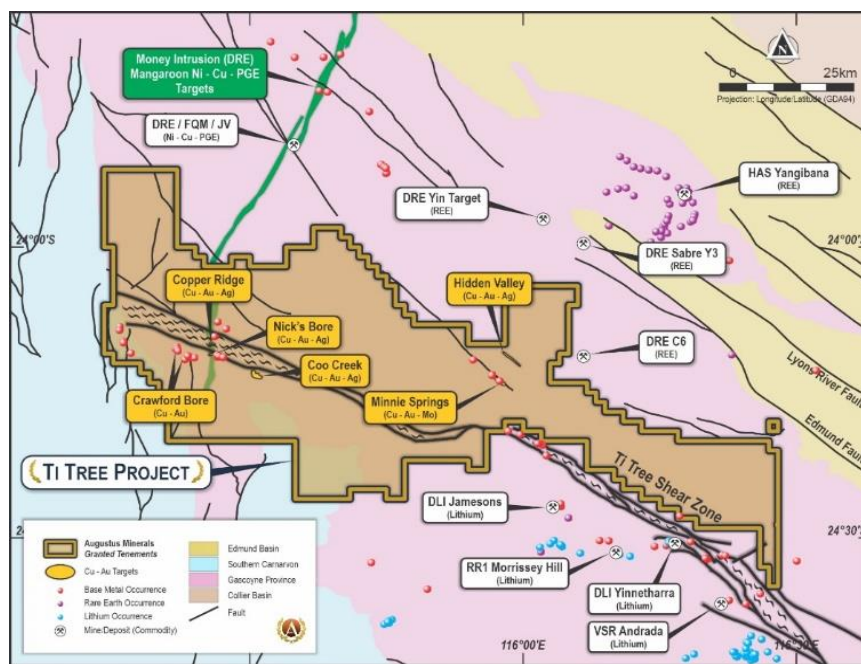 Money Intrusion (DRE)
Mangaroon Ni - Cu - PGE
Targets
N
0 25km
Projection: Longitude/Latitude (GDA94)
DRE / FQM / JV
(Ni - Cu - PGE)
DRE Yin Target
(REE)
HAS Yangibana
(REE)
24°00'S
24°00'
DRE Sabre Y3
(REE)
Copper Ridge
(Cu - Au - Ag)
Hidden Valley
(Cu - Au - Ag)
Nick's Bore
(Cu - Au - Ag)
Coo Creek
(Cu - Au - Ag)
DRE C6
(REE)
Lyons River Fault
Edmund Fault
Crawford Bore
(Cu - Au)
Minnie Springs
(Cu - Au - Mo)
TI TREE PROJECT
Ti Tree Shear Zone
DLI Jamesons
(Lithium)
24°30'
24°30'
RR1 Morrissey Hill
(Lithium)
DLI Yinnetharra
(Lithium)
VSR Andrada
(Lithium)
116°00'E
116°30'E
Augustus Minerals
Granted Tenements
Cu - Au Targets
Base Metal Occurrence
Rare Earth Occurrence
Lithium Occurrence
Mine/Deposit (Commodity)
Edmund Basin
Southern Carnarvon
Gascoyne Province
Collier Basin
Fault
A